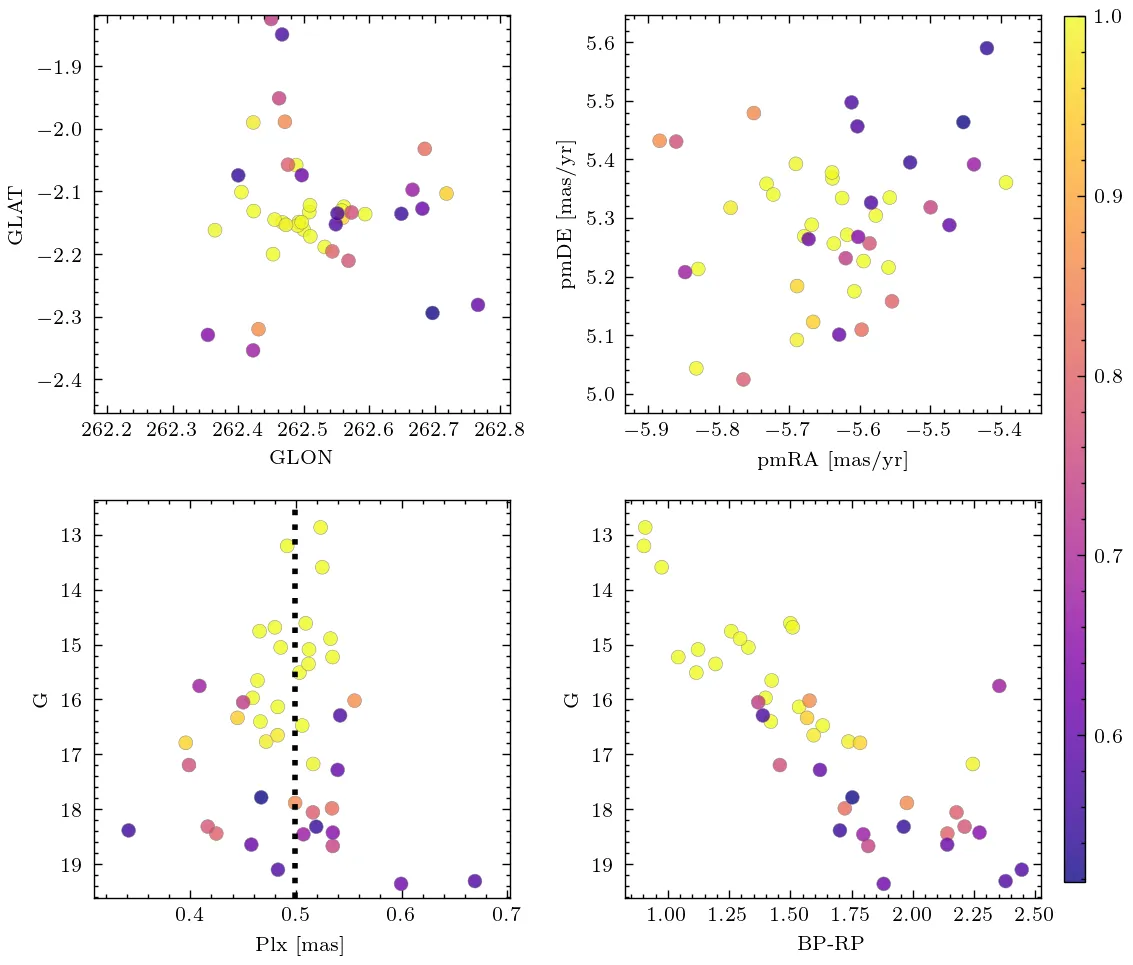 −1.9
−2.0
−2.1
−2.2
−2.3
−2.4
GLAT
262.2 262.3 262.4 262.5 262.6 262.7 262.8
GLON
5.6
5.5
5.4
5.3
5.2
5.1
5.0
pmDE [mas/yr]
−5.9 −5.8 −5.7 −5.6 −5.5 −5.4
pmRA [mas/yr]
13
14
15
16
17
18
19
G
0.4 0.5 0.6 0.7
Plx [mas]
13
14
15
16
17
18
19
G
1.00 1.25 1.50 1.75 2.00 2.25 2.50
BP-RP
1.0
0.9
0.8
0.7
0.6